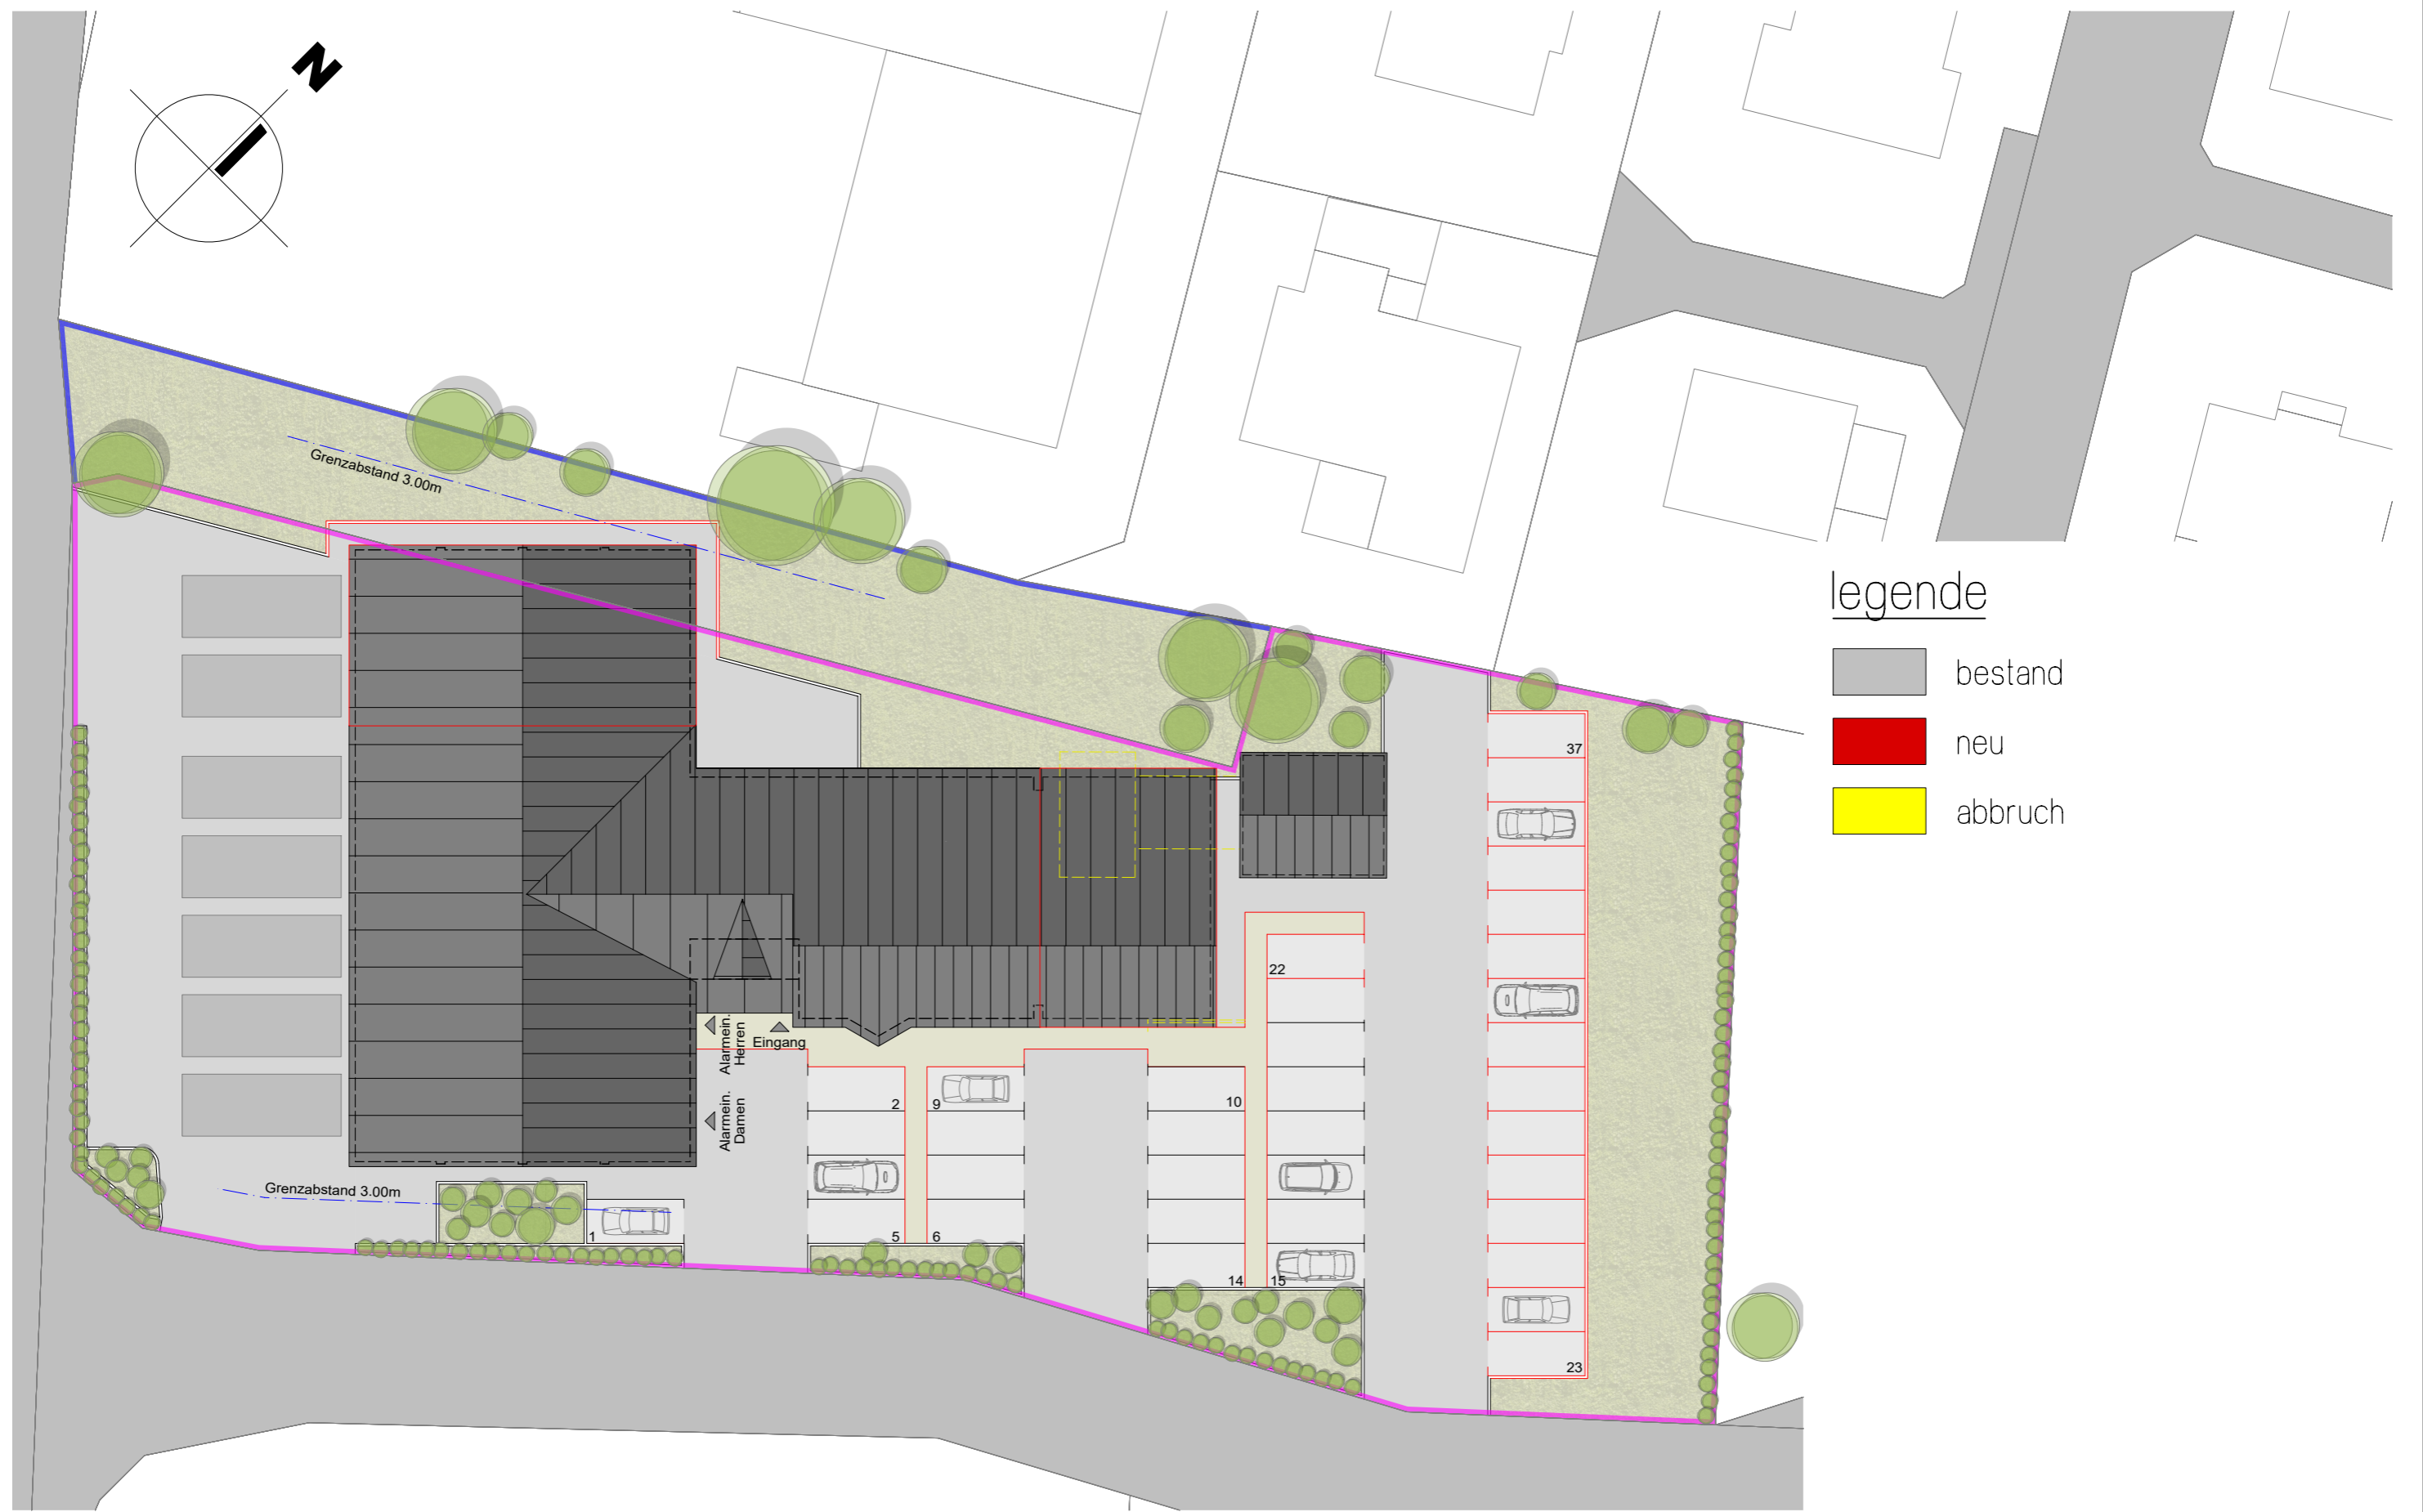 N
Grenzabstand 3.00m
legende
bestand
neu
abbruch
37
22
Alarmein.
Herren
Eingang
Alarmein.
Damen
2
9
10
Grenzabstand 3.00m
1
5
6
14
15
23